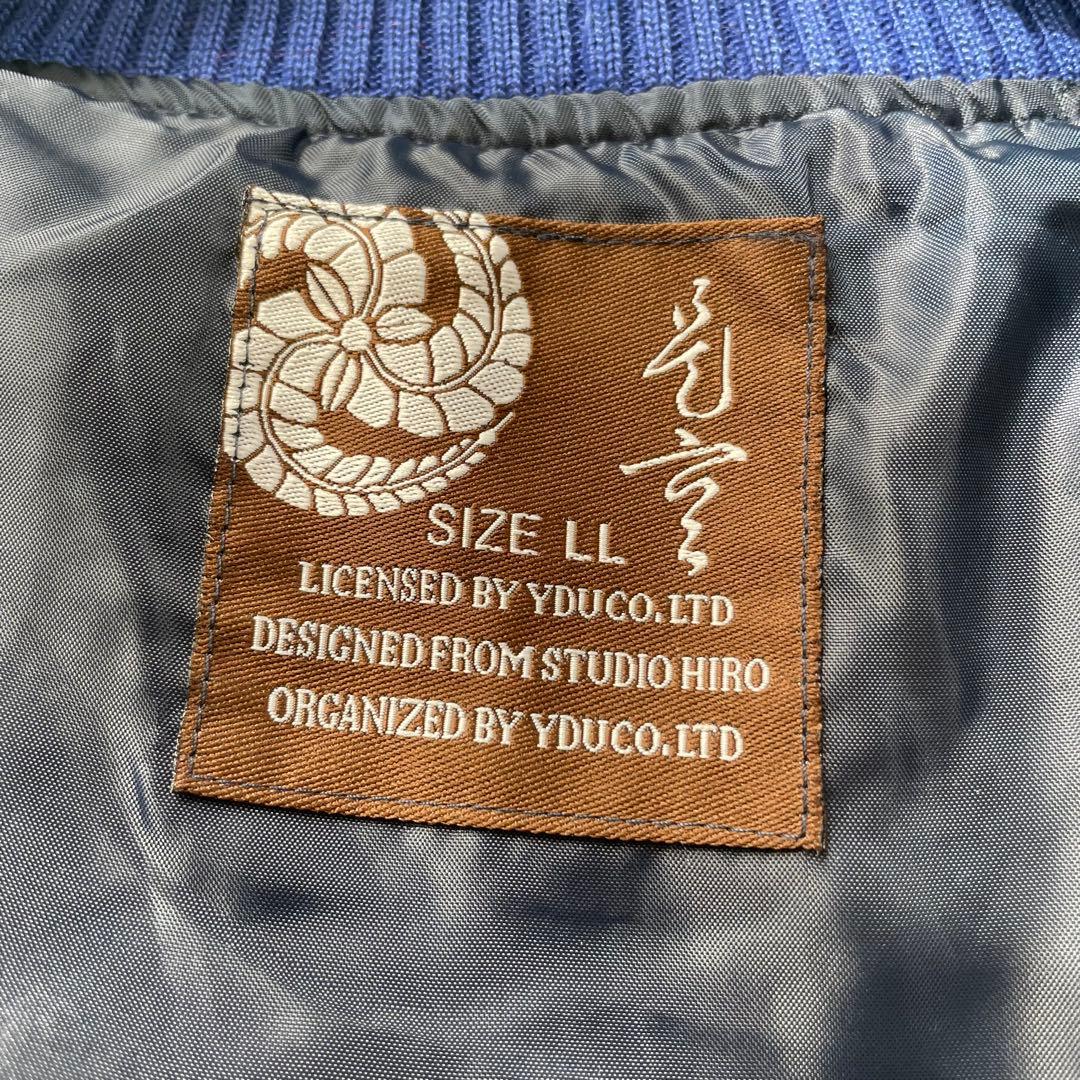 SIZE LL
LICENSED BY YDUCO.LTD
DESIGNED FROM STUDIO HIRO
ORGANIZED BY YDUCO.LTD